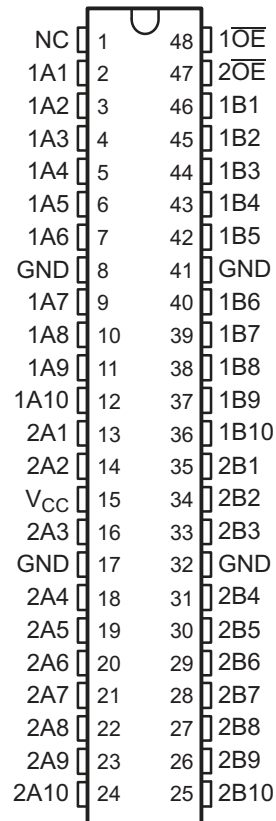 NC 1 48 1O̅E̅
1A1 2 47 2O̅E̅
1A2 3 46 1B1
1A3 4 45 1B2
1A4 5 44 1B3
1A5 6 43 1B4
1A6 7 42 1B5
GND 8 41 GND
1A7 9 40 1B6
1A8 10 39 1B7
1A9 11 38 1B8
1A10 12 37 1B9
2A1 13 36 1B10
2A2 14 35 2B1
VCC 15 34 2B2
2A3 16 33 2B3
GND 17 32 GND
2A4 18 31 2B4
2A5 19 30 2B5
2A6 20 29 2B6
2A7 21 28 2B7
2A8 22 27 2B8
2A9 23 26 2B9
2A10 24 25 2B10